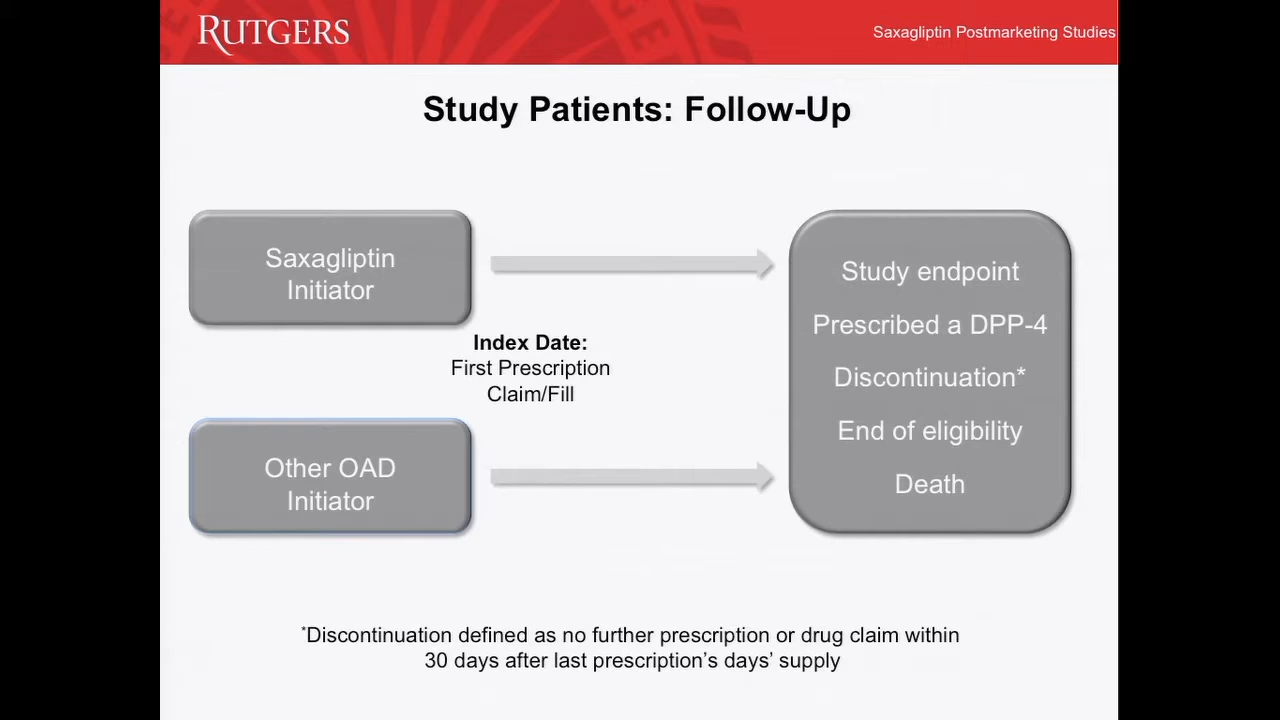 RUTGERS
Saxagliptin Postmarketing Studies
Study Patients: Follow-Up
Saxagliptin
Initiator
Index Date:
First Prescription
Claim/Fill
Other OAD
Initiator
Study endpoint
Prescribed a DPP-4
Discontinuation*
End of eligibility
Death
*Discontinuation defined as no further prescription or drug claim within
30 days after last prescription’s days’ supply